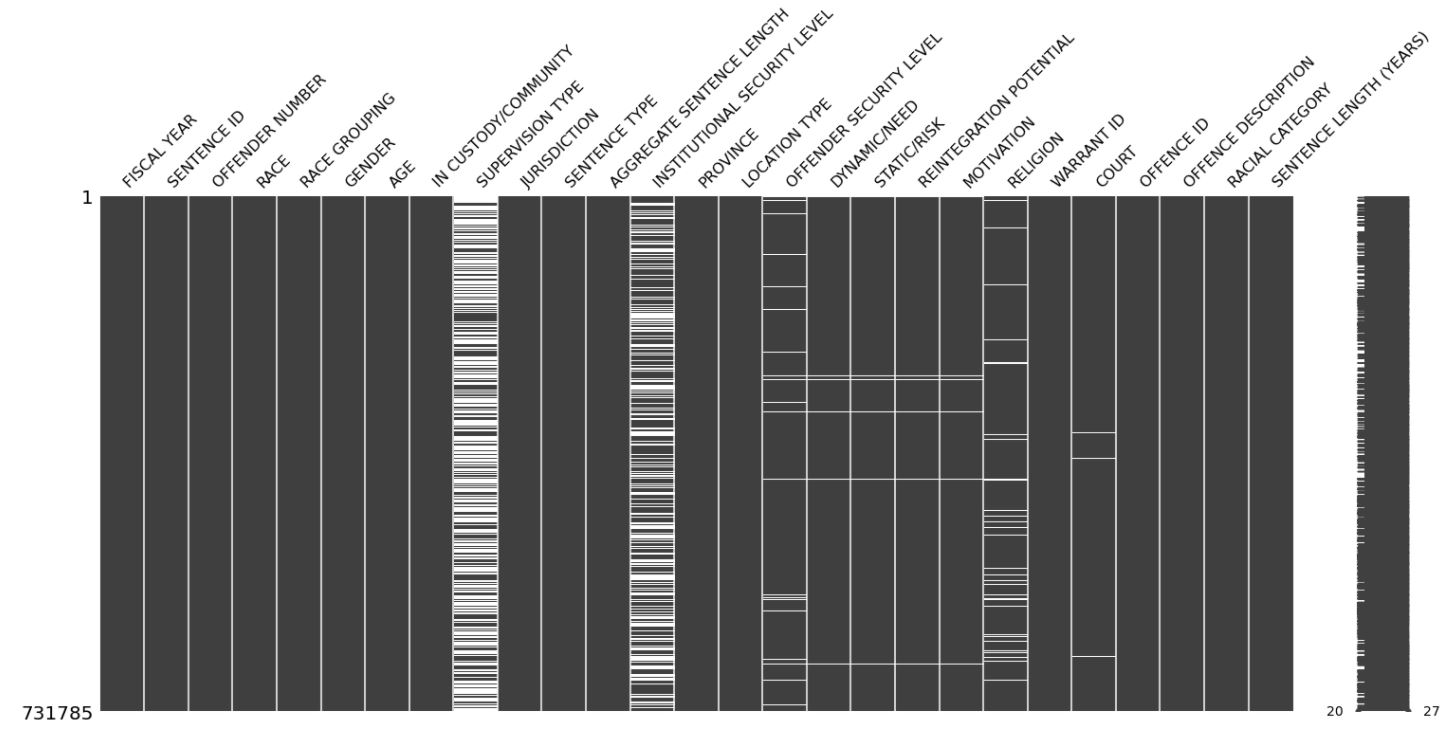 FISCAL YEAR
SENTENCE ID
OFFENDER NUMBER
RACE
RACE GROUPING
GENDER
AGE
IN CUSTODY/COMMUNITY
SUPERVISION TYPE
JURISDICTION
SENTENCE TYPE
AGGREGATE SENTENCE LENGTH
INSTITUTIONAL SECURITY LEVEL
PROVINCE
LOCATION TYPE
OFFENDER SECURITY LEVEL
DYNAMIC/NEED
STATIC/RISK
REINTEGRATION POTENTIAL
MOTIVATION
RELIGION
WARRANT ID
COURT
OFFENCE ID
OFFENCE DESCRIPTION
RACIAL CATEGORY
SENTENCE LENGTH (YEARS)
1
731785
20
27